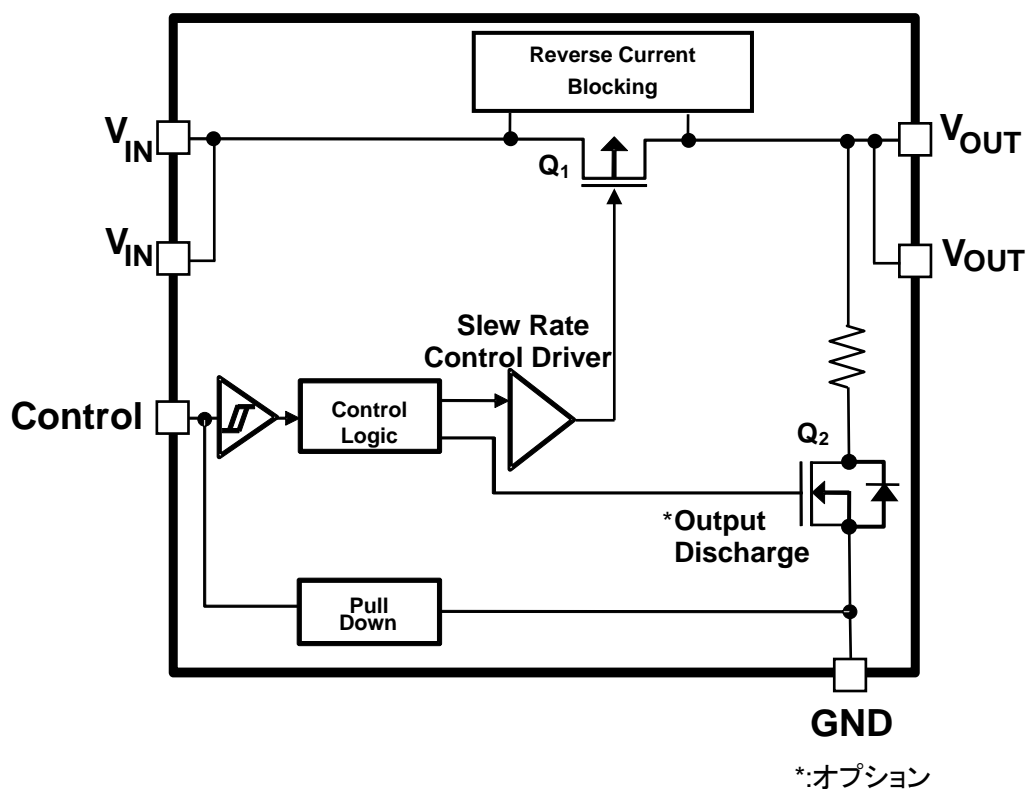 Reverse Current
Blocking
VIN
VOUT
Q1
VIN
VOUT
Slew Rate
Control Driver
Control
Control
Logic
Q2
*Output
Discharge
Pull
Down
GND
*:オプション